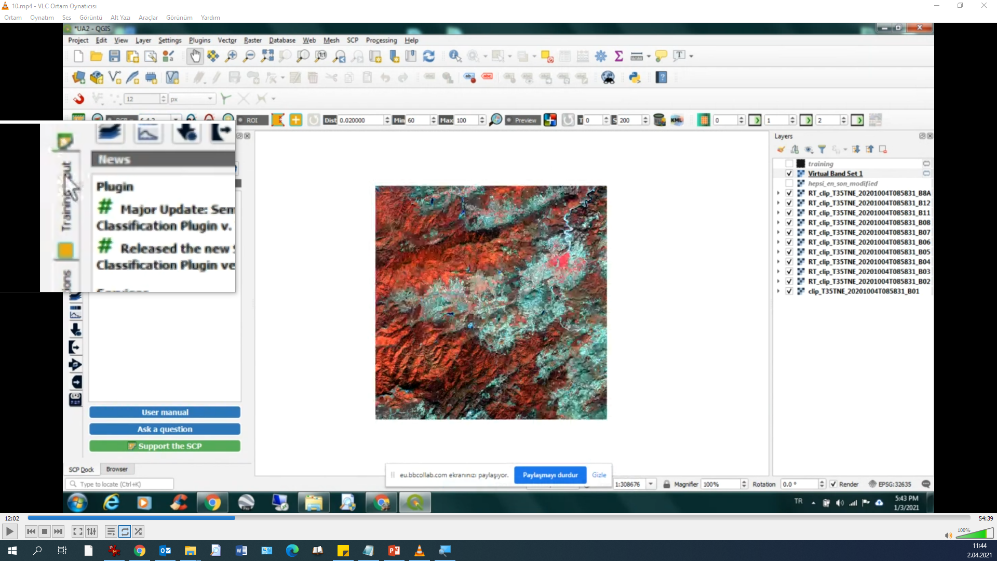 10.mp4 - VLC Ortam Oynatıcısı
Ortam Oynatım Ses Görüntü Alt Yazı Araçlar Görünüm Yardım
*UA2 - QGIS
Project Edit View Layer Settings Plugins Vector Raster Database Web Mesh SCP Processing Help
12 px
ROI Dist 0.020000 Min 60 Max 100 Preview T 0 S 200 0 1 2
News
Plugin
# Major Update: Sem
Classification Plugin v.
# Released the new
Classification Plugin ve
Training
Layers
training
Virtual Band Set 1
hepsi_en_son_modified
RT_clip_T35TNE_20201004T085831_B8A
RT_clip_T35TNE_20201004T085831_B12
RT_clip_T35TNE_20201004T085831_B11
RT_clip_T35TNE_20201004T085831_B08
RT_clip_T35TNE_20201004T085831_B07
RT_clip_T35TNE_20201004T085831_B06
RT_clip_T35TNE_20201004T085831_B05
RT_clip_T35TNE_20201004T085831_B04
RT_clip_T35TNE_20201004T085831_B03
RT_clip_T35TNE_20201004T085831_B02
clip_T35TNE_20201004T085831_B01
User manual
Ask a question
Support the SCP
SCP Dock Browser
Type to locate (Ctrl+K)
eu.bbcollab.com ekranınızı paylaşıyor. Paylaşmayı durdur Gizle
1:308676 Magnifier 100% Rotation 0.0 ° Render EPSG:32635
TR 5:43 PM
1/3/2021
12:02 54:39
100%
11:44
2.04.2021